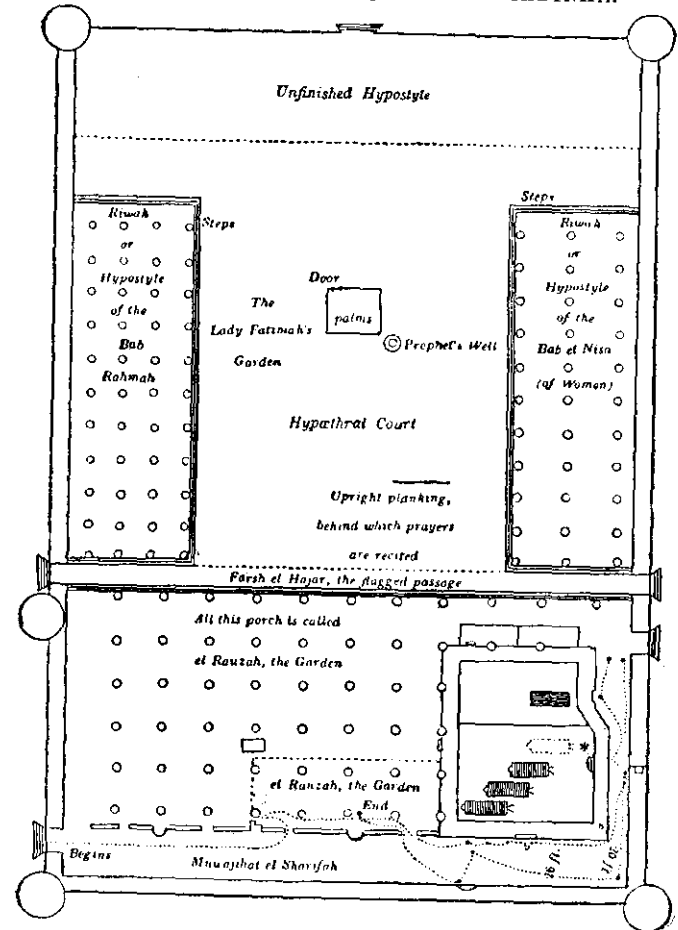 Unfinished Hypostyle
Steps
Riwak
or
Hypostyle
of the
Bab
Rahmah
Steps
Riwak
or
Hypostyle
of the
Bab el Nisa
(of Women)
Door
palms
The
Lady Fatimah's
Garden
Prophet's Well
Hypæthral Court
Upright planking,
behind which prayers
are recited
Farsh el Hajar, the flagged passage
All this porch is called
el Rauzah, the Garden
el Rauzah, the Garden
End
Begins
Muwajihat el Sharifah
26 ft.